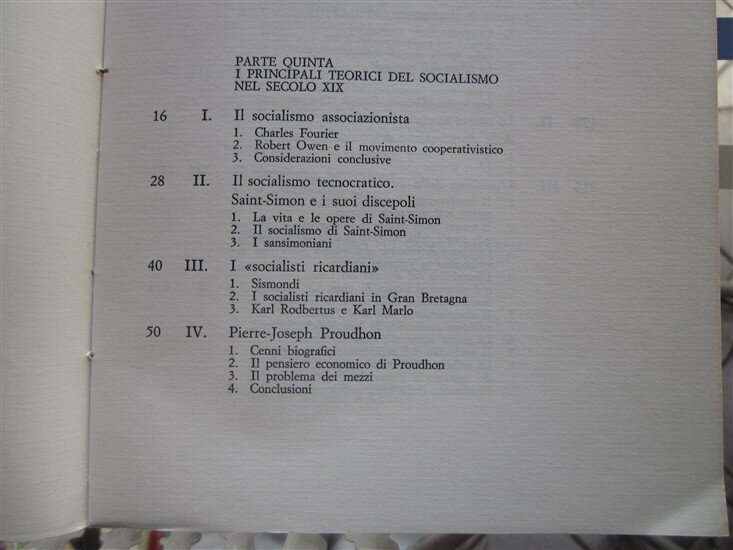 PARTE QUINTA
I PRINCIPALI TEORICI DEL SOCIALISMO
NEL SECOLO XIX
16 I. Il socialismo associazionista
1. Charles Fourier
2. Robert Owen e il movimento cooperativistico
3. Considerazioni conclusive
28 II. Il socialismo tecnocratico.
Saint-Simon e i suoi discepoli
1. La vita e le opere di Saint-Simon
2. Il socialismo di Saint-Simon
3. I sansimoniani
40 III. I «socialisti ricardiani»
1. Sismondi
2. I socialisti ricardiani in Gran Bretagna
3. Karl Rodbertus e Karl Marlo
50 IV. Pierre-Joseph Proudhon
1. Cenni biografici
2. Il pensiero economico di Proudhon
3. Il problema dei mezzi
4. Conclusioni